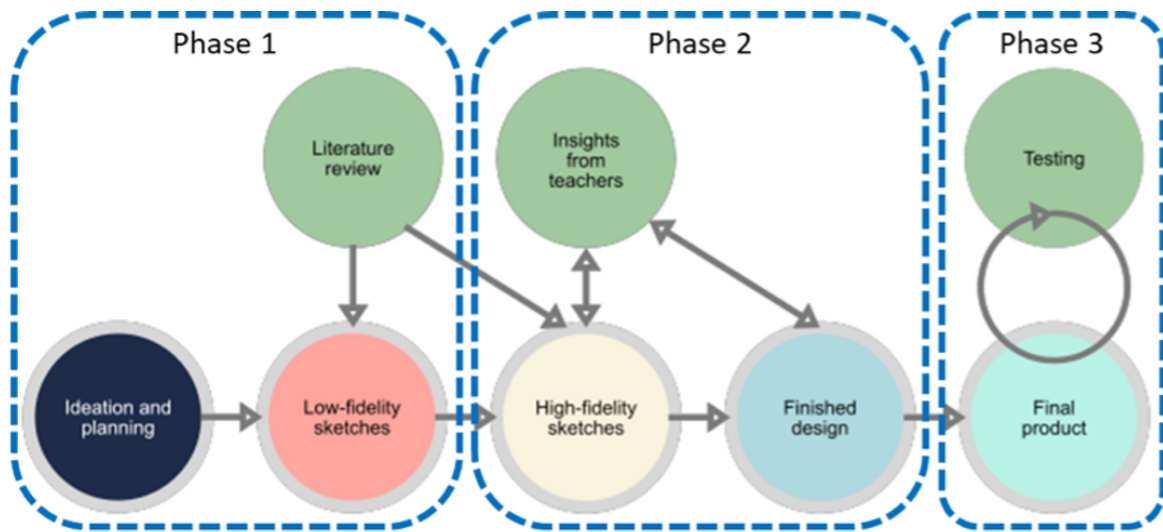 Phase 1
Phase 2
Phase 3
Literature
review
Insights
from
teachers
Testing
Ideation and
planning
Low-fidelity
sketches
High-fidelity
sketches
Finished
design
Final
product